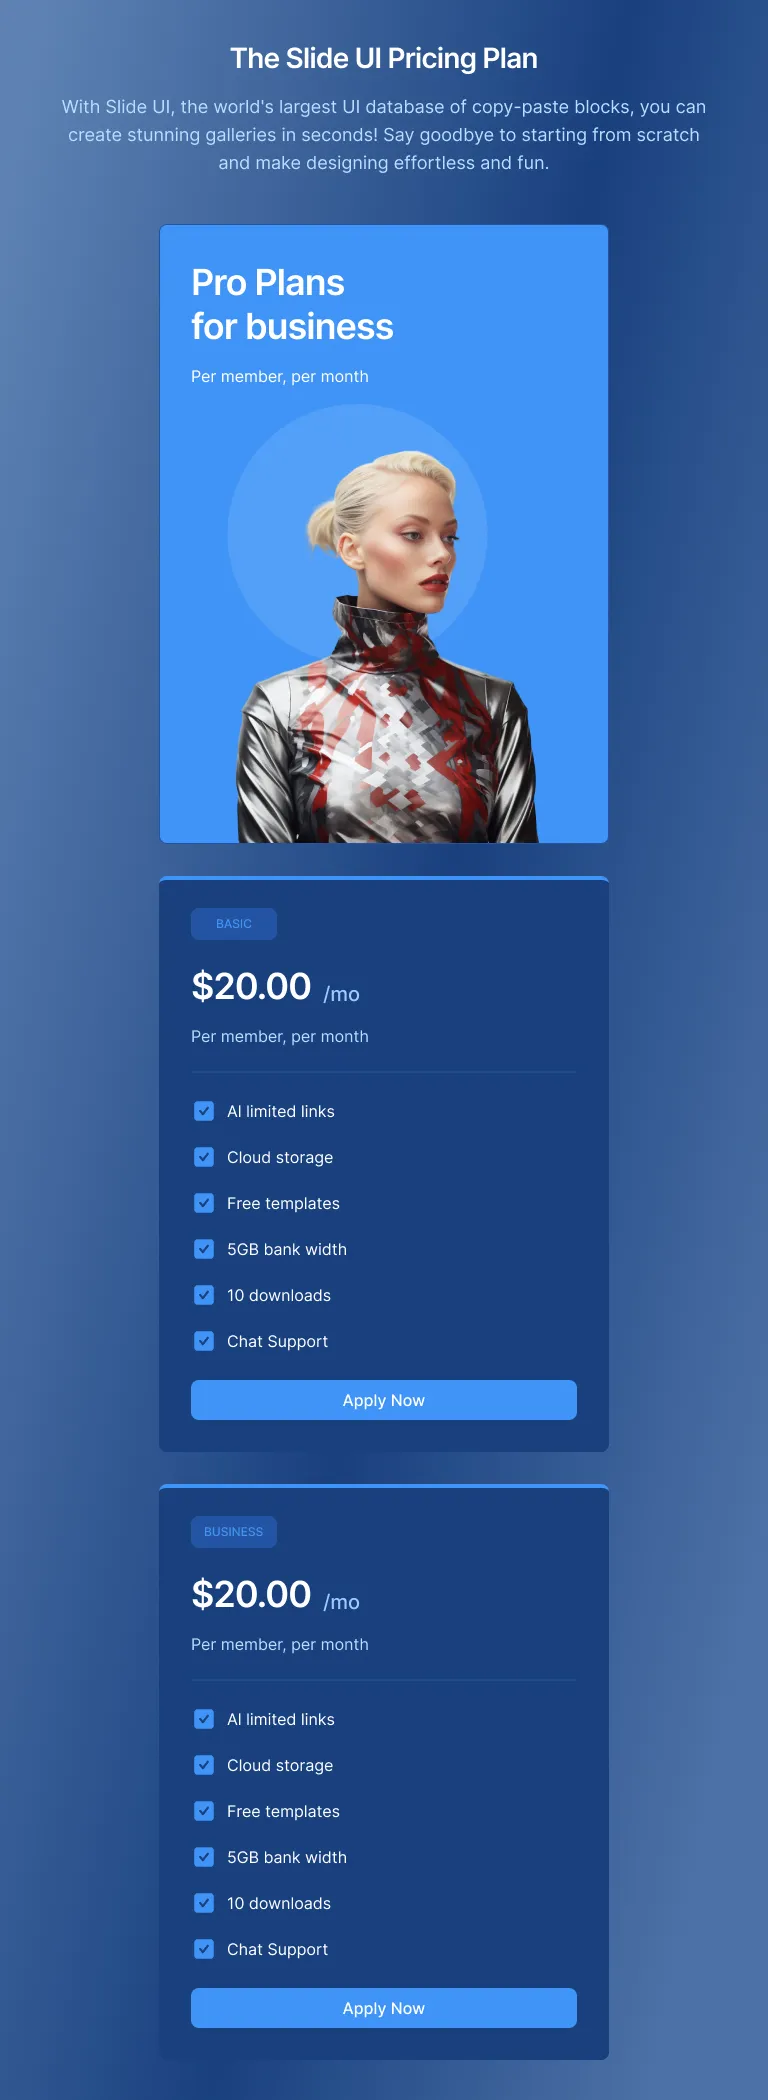 The Slide UI Pricing Plan
With Slide UI, the world's largest UI database of copy-paste blocks, you can
create stunning galleries in seconds! Say goodbye to starting from scratch
and make designing effortless and fun.
Pro Plans
for business
Per member, per month
BASIC
$20.00 /mo
Per member, per month
AI limited links
Cloud storage
Free templates
5GB bank width
10 downloads
Chat Support
Apply Now
BUSINESS
$20.00 /mo
Per member, per month
AI limited links
Cloud storage
Free templates
5GB bank width
10 downloads
Chat Support
Apply Now